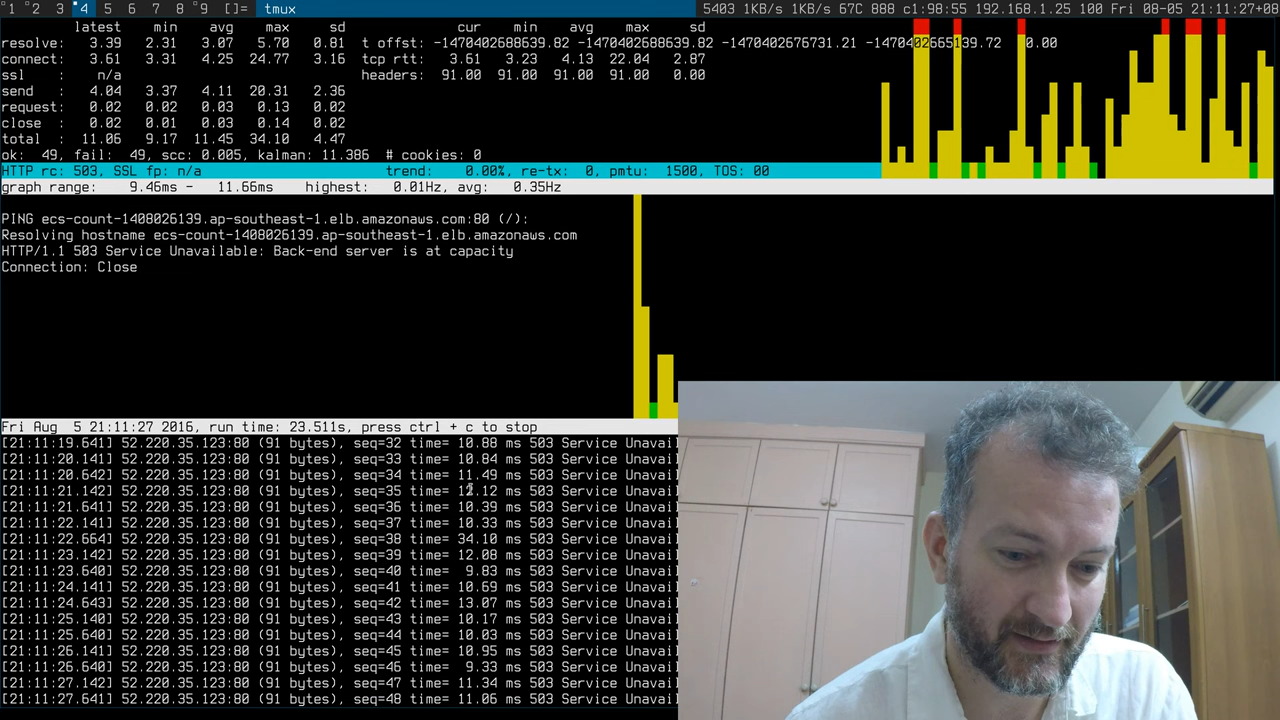 1 2 3 4 5 6 7 8 9 []= tmux 5403 1KB/s 1KB/s 67C 888 c1:98:55 192.168.1.25 100 Fri 08-05 21:11:27+08
latest min avg max sd cur min avg max sd
resolve: 3.39 2.31 3.07 5.70 0.81 t offst: -1470402688639.82 -1470402688639.82 -1470402676731.21 -1470402665139.72 0.00
connect: 3.61 3.31 4.25 24.77 3.16 tcp rtt: 3.61 3.23 4.13 22.04 2.87
ssl : n/a headers: 91.00 91.00 91.00 91.00 0.00
send : 4.04 3.37 4.11 20.31 2.36
request: 0.02 0.02 0.03 0.13 0.02
close : 0.02 0.01 0.03 0.14 0.02
total : 11.06 9.17 11.45 34.10 4.47
ok: 49, fail: 49, scc: 0.005, kalman: 11.386 # cookies: 0
HTTP rc: 503, SSL fp: n/a trend: 0.00%, re-tx: 0, pmtu: 1500, TOS: 00
graph range: 9.46ms - 11.66ms highest: 0.01Hz, avg: 0.35Hz
PING ecs-count-1408026139.ap-southeast-1.elb.amazonaws.com:80 (/):
Resolving hostname ecs-count-1408026139.ap-southeast-1.elb.amazonaws.com
HTTP/1.1 503 Service Unavailable: Back-end server is at capacity
Connection: Close
Fri Aug 5 21:11:27 2016, run time: 23.511s, press ctrl + c to stop
[21:11:19.641] 52.220.35.123:80 (91 bytes), seq=32 time= 10.88 ms 503 Service Unavail
[21:11:20.141] 52.220.35.123:80 (91 bytes), seq=33 time= 10.84 ms 503 Service Unavail
[21:11:20.642] 52.220.35.123:80 (91 bytes), seq=34 time= 11.49 ms 503 Service Unavail
[21:11:21.142] 52.220.35.123:80 (91 bytes), seq=35 time= 12.12 ms 503 Service Unavail
[21:11:21.641] 52.220.35.123:80 (91 bytes), seq=36 time= 10.39 ms 503 Service Unavail
[21:11:22.141] 52.220.35.123:80 (91 bytes), seq=37 time= 10.33 ms 503 Service Unavail
[21:11:22.664] 52.220.35.123:80 (91 bytes), seq=38 time= 34.10 ms 503 Service Unavail
[21:11:23.142] 52.220.35.123:80 (91 bytes), seq=39 time= 12.08 ms 503 Service Unavail
[21:11:23.640] 52.220.35.123:80 (91 bytes), seq=40 time= 9.83 ms 503 Service Unavail
[21:11:24.141] 52.220.35.123:80 (91 bytes), seq=41 time= 10.69 ms 503 Service Unavail
[21:11:24.643] 52.220.35.123:80 (91 bytes), seq=42 time= 13.07 ms 503 Service Unavail
[21:11:25.140] 52.220.35.123:80 (91 bytes), seq=43 time= 10.17 ms 503 Service Unavail
[21:11:25.640] 52.220.35.123:80 (91 bytes), seq=44 time= 10.03 ms 503 Service Unavail
[21:11:26.141] 52.220.35.123:80 (91 bytes), seq=45 time= 10.95 ms 503 Service Unavail
[21:11:26.640] 52.220.35.123:80 (91 bytes), seq=46 time= 9.33 ms 503 Service Unavail
[21:11:27.142] 52.220.35.123:80 (91 bytes), seq=47 time= 11.34 ms 503 Service Unavail
[21:11:27.641] 52.220.35.123:80 (91 bytes), seq=48 time= 11.06 ms 503 Service Unavail